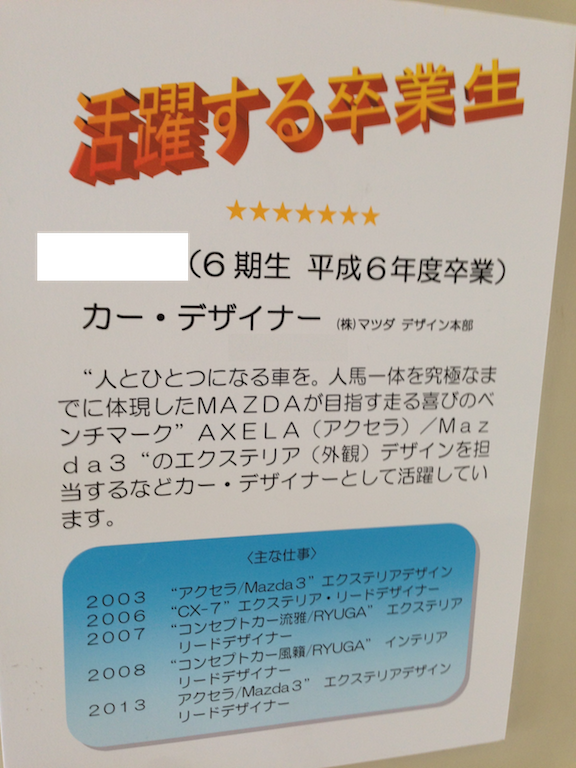 活躍する卒業生
★★★★★★★
(6期生 平成6年度卒業)
カー・デザイナー (株)マツダ デザイン本部
“人とひとつになる車を。人馬一体を究極なま
でに体現したMAZDAが目指す走る喜びのベ
ンチマーク” AXELA(アクセラ)/Maz
da3 “のエクステリア(外観)デザインを担
当するなどカー・デザイナーとして活躍してい
ます。
〈主な仕事〉
2003 “アクセラ/Mazda3” エクステリアデザイン
2006 “CX-7” エクステリア・リードデザイナー
2007 “コンセプトカー流雅/RYUGA” エクステリア
リードデザイナー
2008 “コンセプトカー風籟/RYUGA” インテリア
リードデザイナー
2013 アクセラ/Mazda3” エクステリアデザイン
リードデザイナー